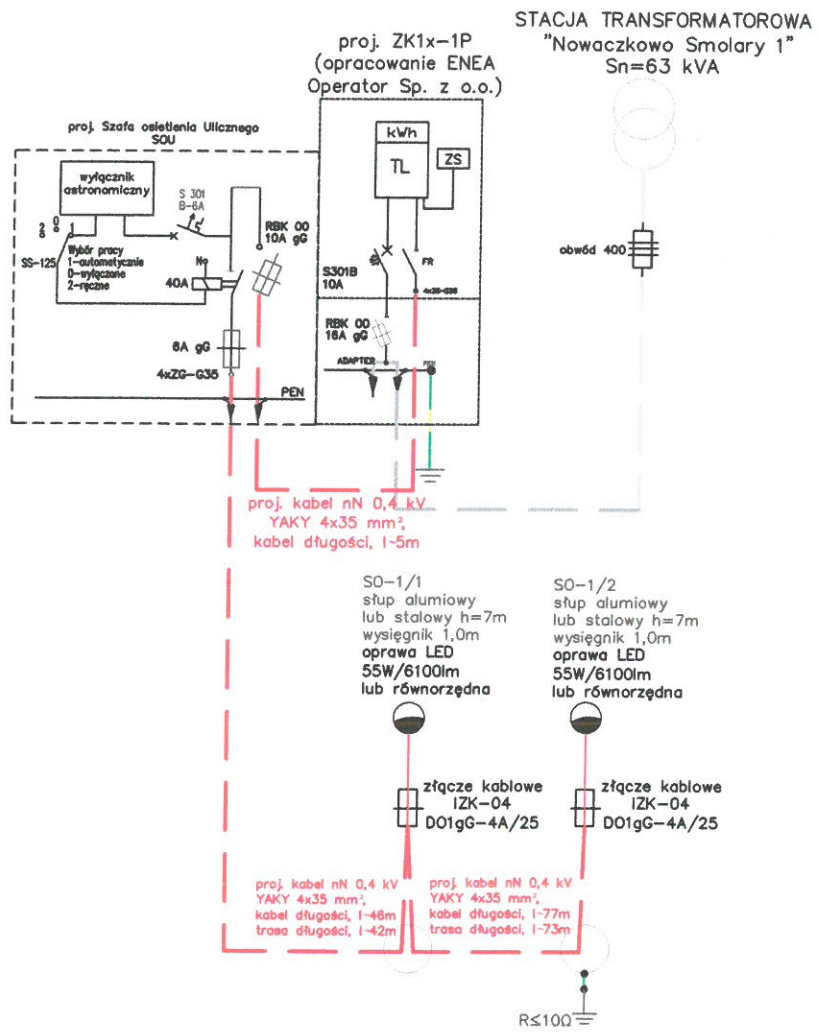 STACJA TRANSFORMATOROWA
"Nowaczkowo Smolary 1"
Sn=63 kVA
proj. ZK1x-1P
(opracowanie ENEA
Operator Sp. z o.o.)
proj. Szafa oświetlenia Ulicznego
SOU
wyłącznik
astronomiczny
S 301
B-6A
2 0 1
SS-125
Wybór pracy
1-automatycznie
0-wyłączone
2-ręczne
No
40A
RBK 00
10A gG
6A gG
4xZG-G35
PEN
kWh
TL
ZS
S301B
10A
FR
4xZG-G35
RBK 00
16A gG
ADAPTER
PEN
obwód 400
proj. kabel nN 0,4 kV
YAKY 4x35 mm²,
kabel długości, l~5m
SO-1/1
słup alumiowy
lub stalowy h=7m
wysięgnik 1,0m
oprawa LED
55W/6100lm
lub równorzędna
SO-1/2
słup alumiowy
lub stalowy h=7m
wysięgnik 1,0m
oprawa LED
55W/6100lm
lub równorzędna
złącze kablowe
IZK-04
DO1gG-4A/25
złącze kablowe
IZK-04
DO1gG-4A/25
proj. kabel nN 0,4 kV
YAKY 4x35 mm²,
kabel długości, l~46m
trasa długości, l~42m
proj. kabel nN 0,4 kV
YAKY 4x35 mm²,
kabel długości, l~77m
trasa długości, l~73m
R≤10Ω